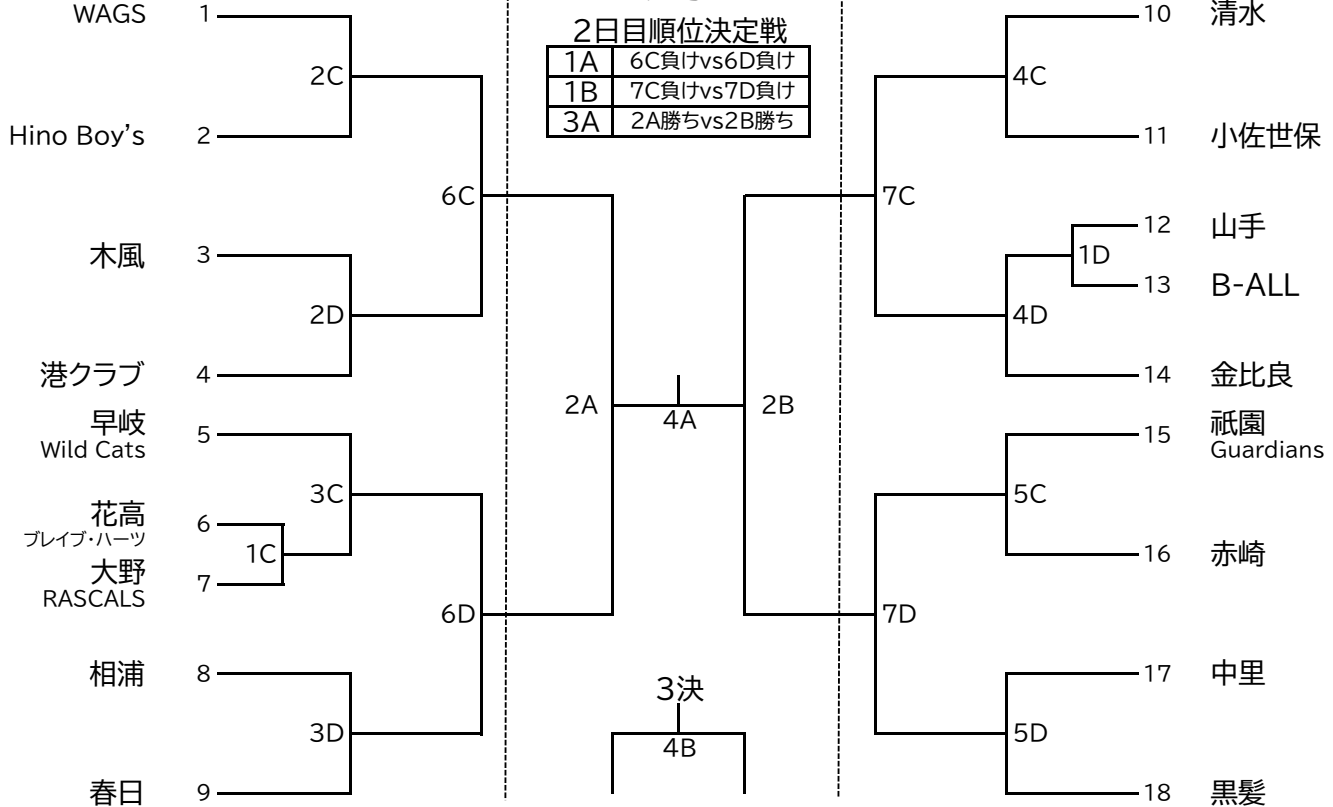 WAGS 1
2C
Hino Boy's 2
6C
木風 3
2D
港クラブ 4
早岐
Wild Cats 5
3C
花高
ブレイブ・ハーツ 6
1C
大野
RASCALS 7
6D
相浦 8
3D
春日 9
2日目順位決定戦
1A 6C負けvs6D負け
1B 7C負けvs7D負け
3A 2A勝ちvs2B勝ち
2A
4A
2B
3決
4B
10 清水
4C
11 小佐世保
7C
12 山手
1D
13 B-ALL
4D
14 金比良
15 祇園
Guardians
5C
16 赤崎
7D
17 中里
5D
18 黒髪